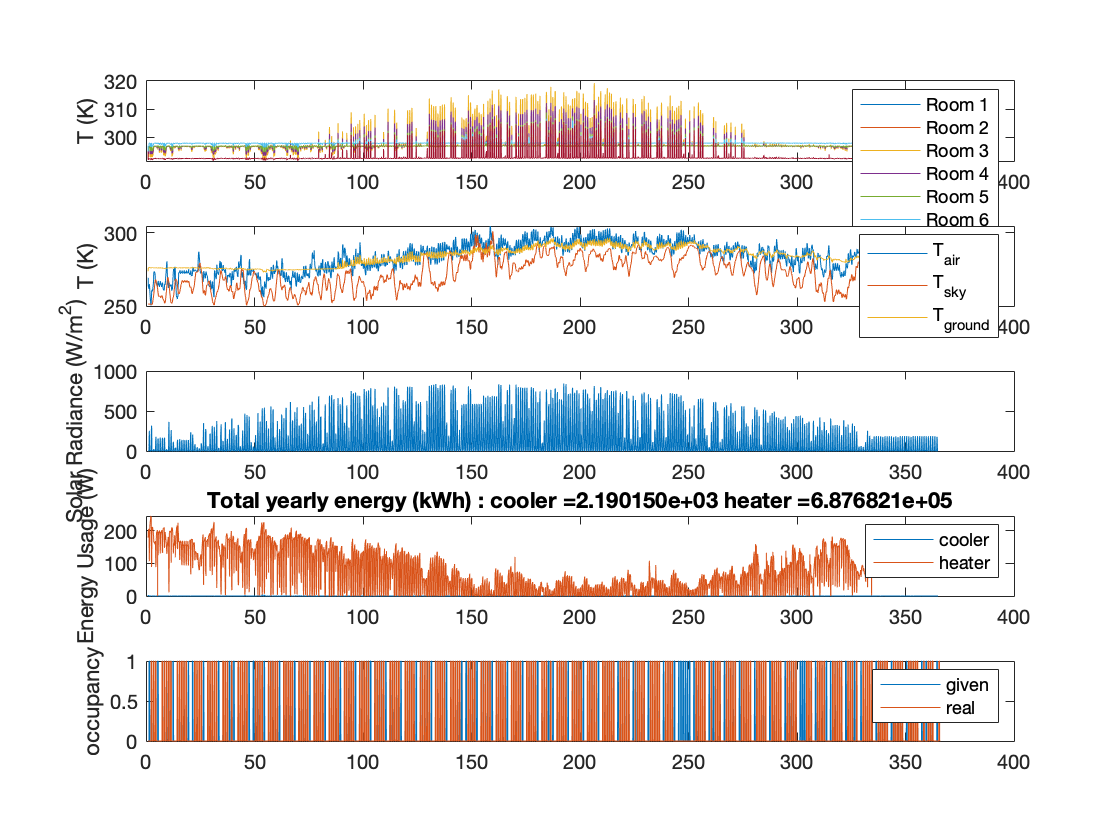 320
310
300
T (K)
0 50 100 150 200 250 300 400
Room 1
Room 2
Room 3
Room 4
Room 5
Room 6
300
250
T (K)
0 50 100 150 200 250 300 400
T_air
T_sky
T_ground
1000
500
0
Solar Radiance (W/m²)
0 50 100 150 200 250 300 350 400
Total yearly energy (kWh) : cooler =2.190150e+03 heater =6.876821e+05
200
100
0
Energy Usage (W)
0 50 100 150 200 250 300 350 400
cooler
heater
1
0.5
0
occupancy
0 50 100 150 200 250 300 350 400
given
real